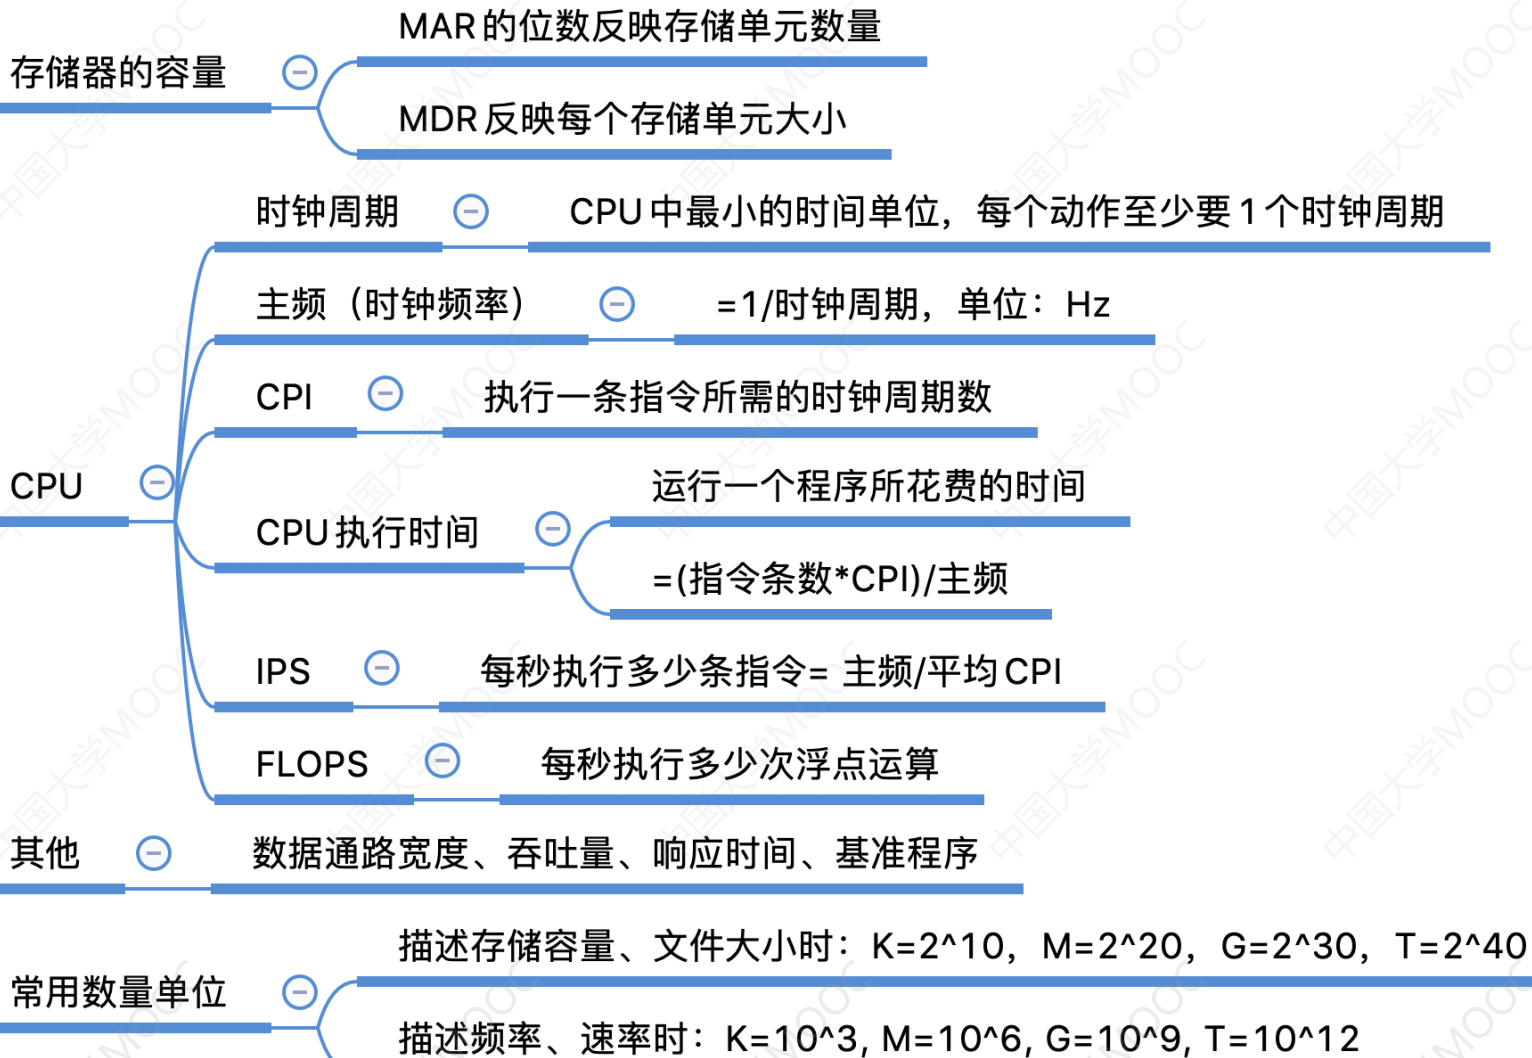 MAR的位数反映存储单元数量
存储器的容量
MDR反映每个存储单元大小
时钟周期
CPU中最小的时间单位，每个动作至少要1个时钟周期
主频（时钟频率）
=1/时钟周期，单位：Hz
CPI
执行一条指令所需的时钟周期数
CPU
运行一个程序所花费的时间
CPU执行时间
=(指令条数*CPI)/主频
IPS
每秒执行多少条指令= 主频/平均CPI
FLOPS
每秒执行多少次浮点运算
其他
数据通路宽度、吞吐量、响应时间、基准程序
描述存储容量、文件大小时：K=2^10，M=2^20，G=2^30，T=2^40
常用数量单位
描述频率、速率时：K=10^3, M=10^6, G=10^9, T=10^12
中国大学MOOC